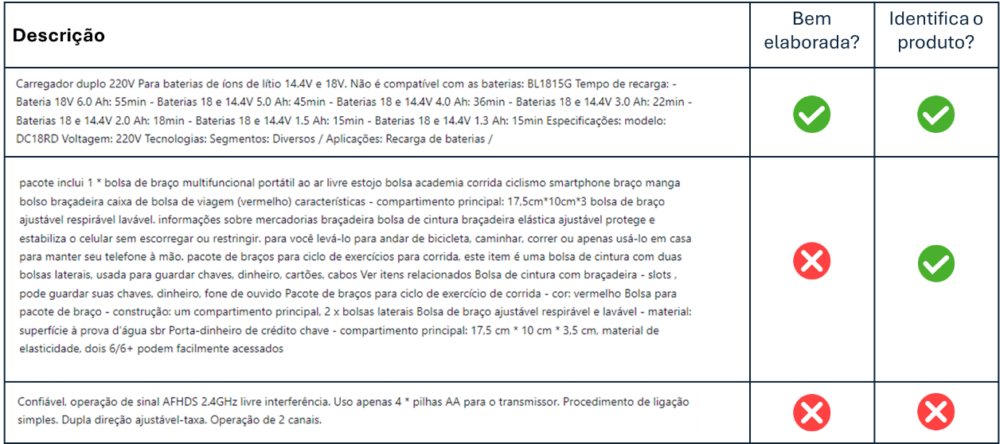 Descrição
Bem elaborada?
Identifica o produto?
Carregador duplo 220V Para baterias de íons de lítio 14.4V e 18V. Não é compatível com as baterias: BL1815G Tempo de recarga: -
Bateria 18V 6.0 Ah: 55min - Baterias 18 e 14.4V 5.0 Ah: 45min - Baterias 18 e 14.4V 4.0 Ah: 36min - Baterias 18 e 14.4V 3.0 Ah: 22min -
Baterias 18 e 14.4V 2.0 Ah: 18min - Baterias 18 e 14.4V 1.5 Ah: 15min - Baterias 18 e 14.4V 1.3 Ah: 15min Especificações: modelo:
DC18RD Voltagem: 220V Tecnologias: Segmentos: Diversos / Aplicações: Recarga de baterias /
pacote inclui 1 * bolsa de braço multifuncional portátil ao ar livre estojo bolsa academia corrida ciclismo smartphone braço manga
bolso braçadeira caixa de bolsa de viagem (vermelho) características - compartimento principal: 17,5cm*10cm*3 bolsa de braço
ajustável respirável lavável. informações sobre mercadorias braçadeira bolsa de cintura braçadeira elástica ajustável protege e
estabiliza o celular sem escorregar ou restringir. para você levá-lo para andar de bicicleta, caminhar, correr ou apenas usá-lo em casa
para manter seu telefone à mão. pacote de braços para ciclo de exercícios para corrida, este item é uma bolsa de cintura com duas
bolsas laterais, usada para guardar chaves, dinheiro, cartões, cabos Ver itens relacionados Bolsa de cintura com braçadeira - slots ,
pode guardar suas chaves, dinheiro, fone de ouvido Pacote de braços para ciclo de exercício de corrida - cor: vermelho Bolsa para
pacote de braço - construção: um compartimento principal, 2 x bolsas laterais Bolsa de braço ajustável respirável e lavável - material:
superfície à prova d'água sbr Porta-dinheiro de crédito chave - compartimento principal: 17,5 cm * 10 cm * 3,5 cm, material de
elasticidade, dois 6/6+ podem facilmente acessados
Confiável, operação de sinal AFHDS 2.4GHz livre interferência. Uso apenas 4 * pilhas AA para o transmissor. Procedimento de ligação
simples. Dupla direção ajustável-taxa. Operação de 2 canais.